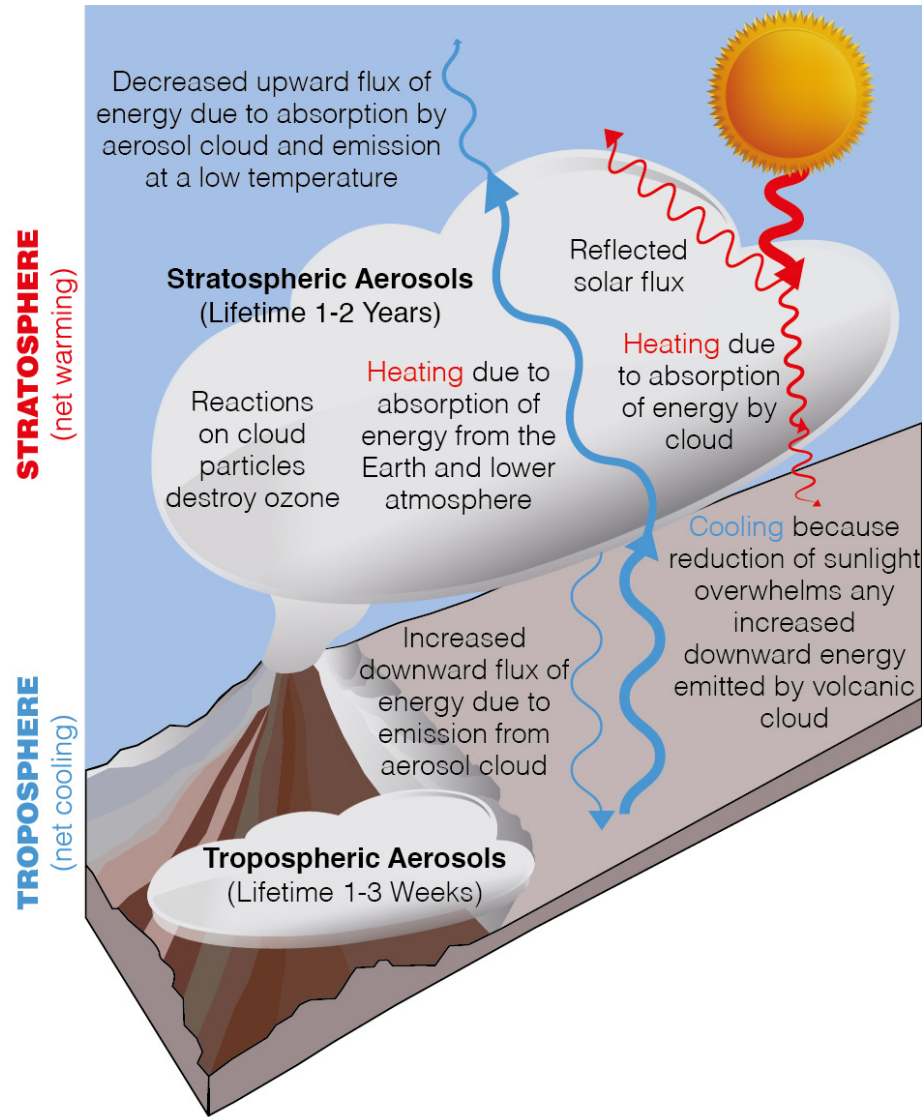 Decreased upward flux of
energy due to absorption by
aerosol cloud and emission
at a low temperature
STRATOSPHERE
(net warming)
Stratospheric Aerosols
(Lifetime 1-2 Years)
Reflected
solar flux
Reactions
on cloud
particles
destroy ozone
Heating due to
absorption of
energy from the
Earth and lower
atmosphere
Heating due
to absorption
of energy by
cloud
Cooling because
reduction of sunlight
overwhelms any
increased
downward energy
emitted by volcanic
cloud
Increased
downward flux of
energy due to
emission from
aerosol cloud
TROPOSPHERE
(net cooling)
Tropospheric Aerosols
(Lifetime 1-3 Weeks)